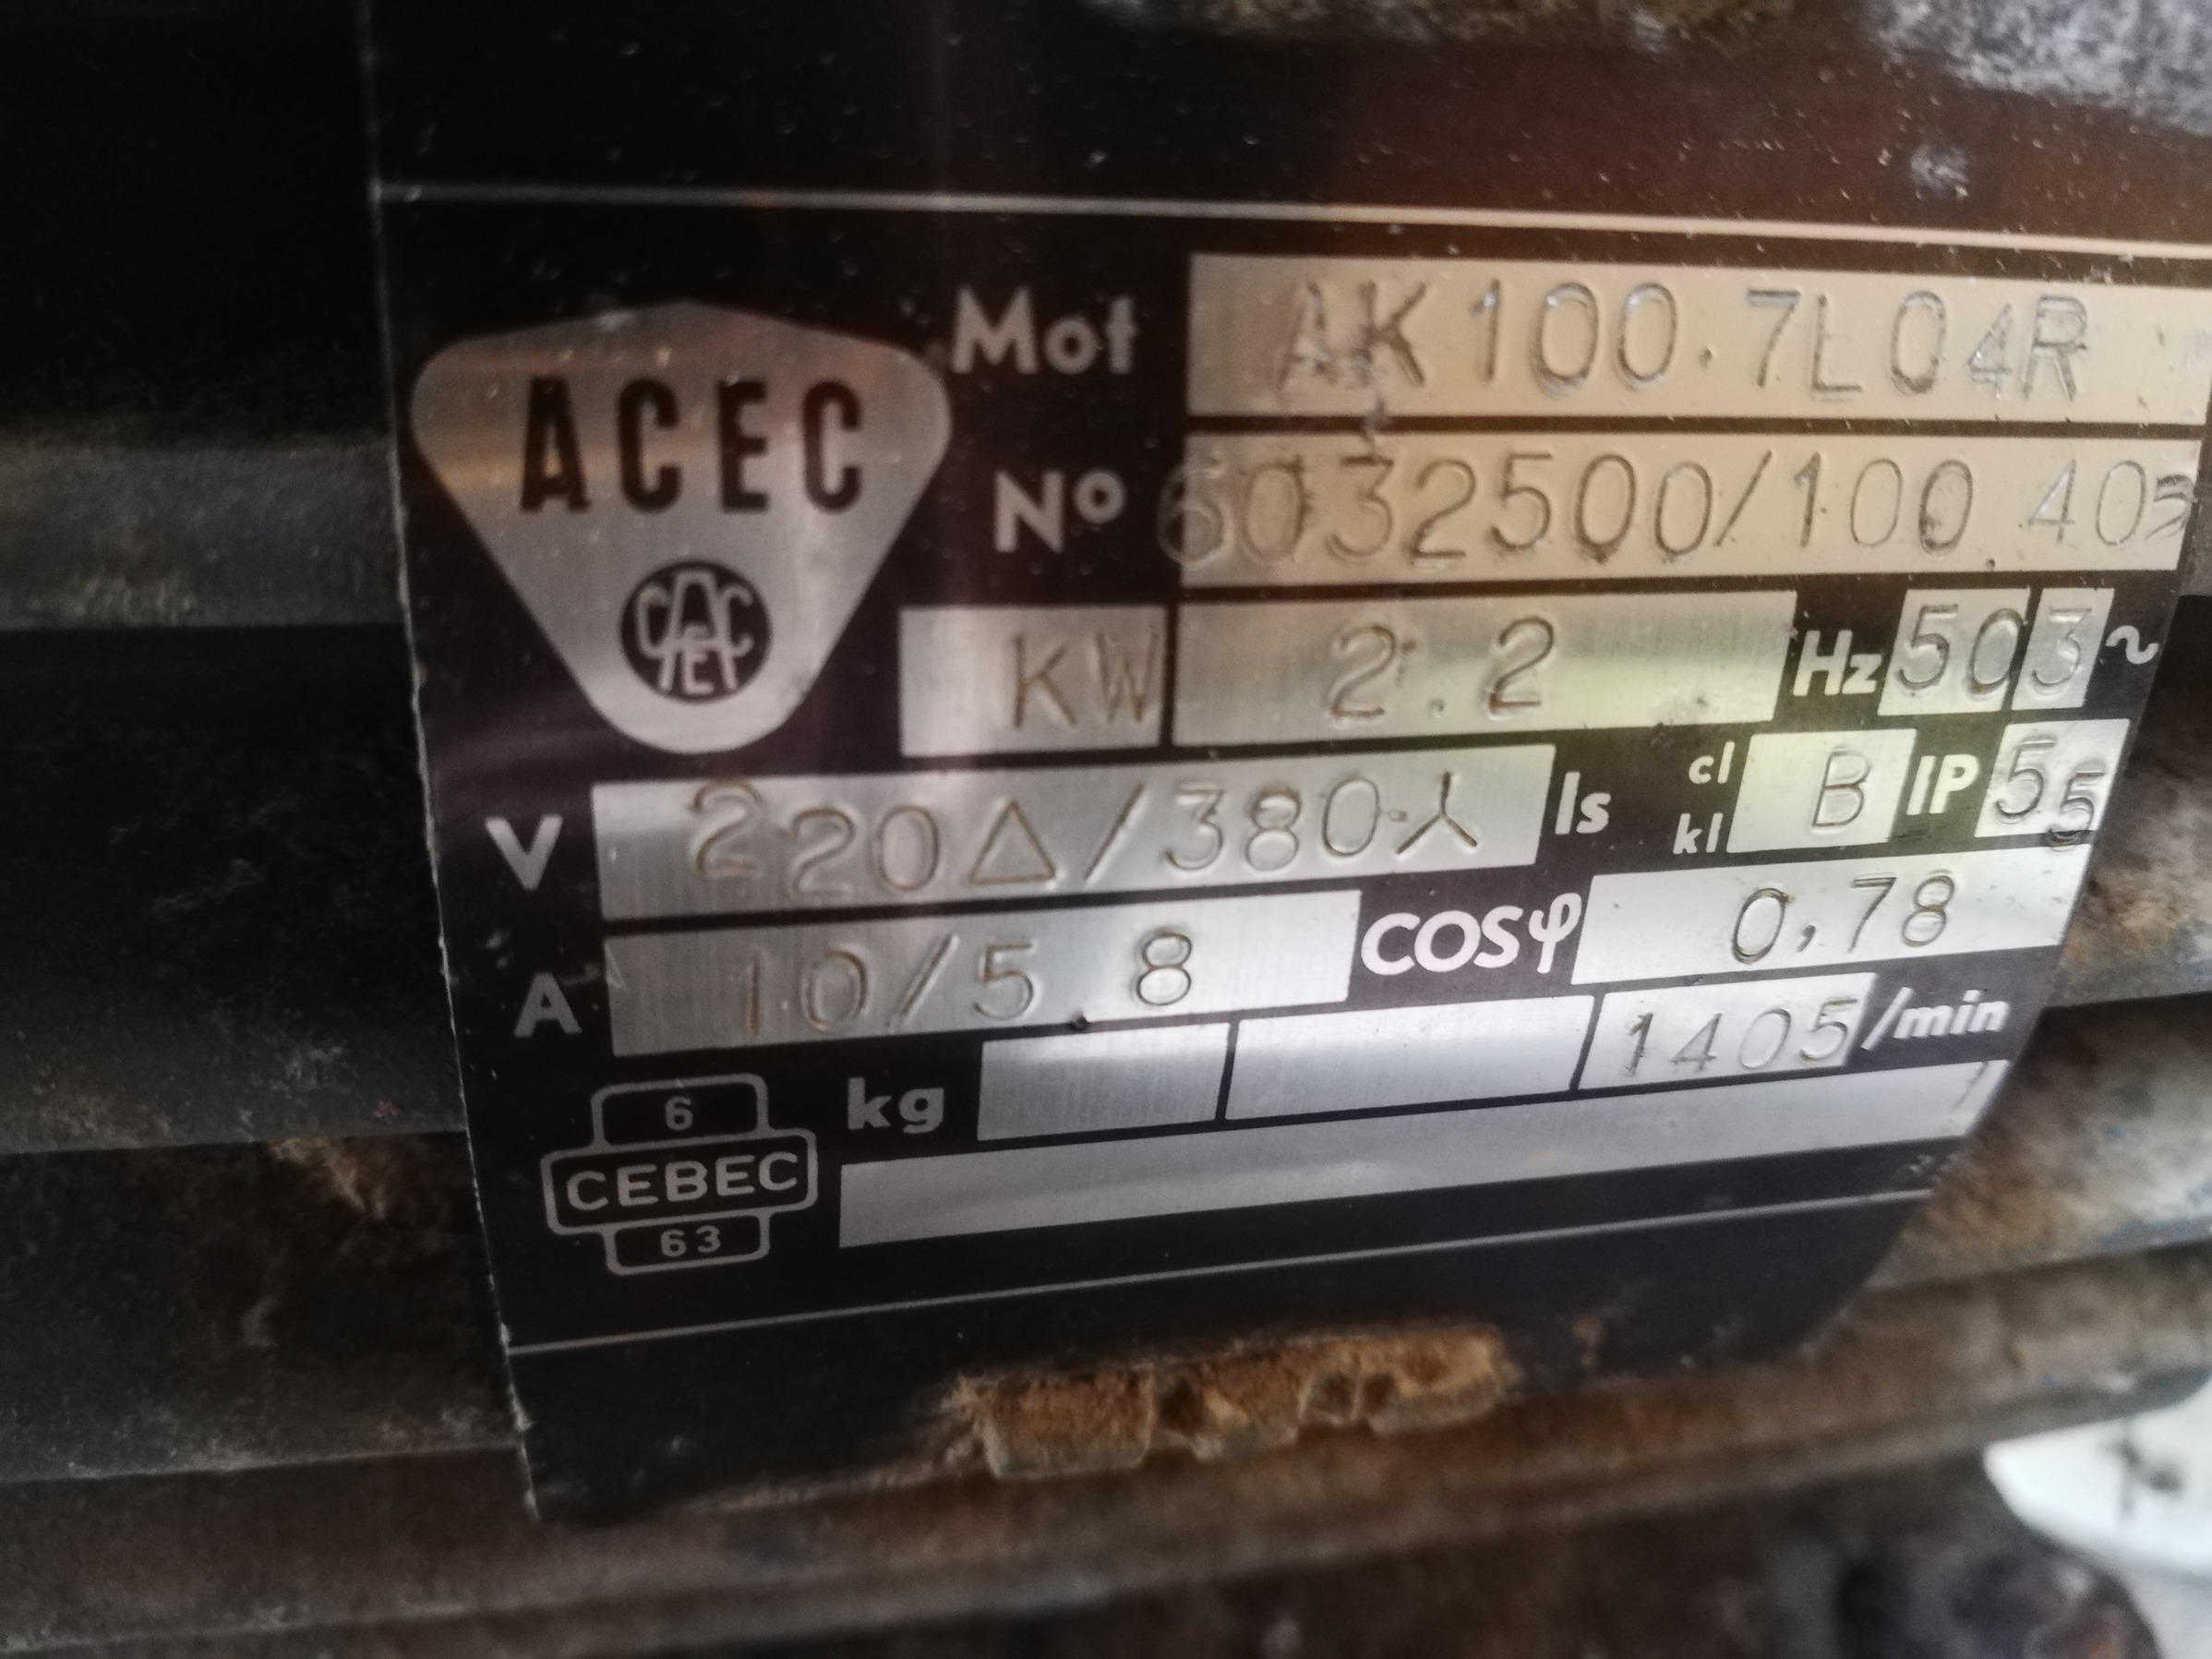 ACEC
Mot AK100.7L04R
N° 6032500/100 405
KW 2.2 Hz 50 3~
V 220△/380⅄ Is cl kl B IP 55
A 10/5.8 cosφ 0,78
kg 1405/min
6
CEBEC
63